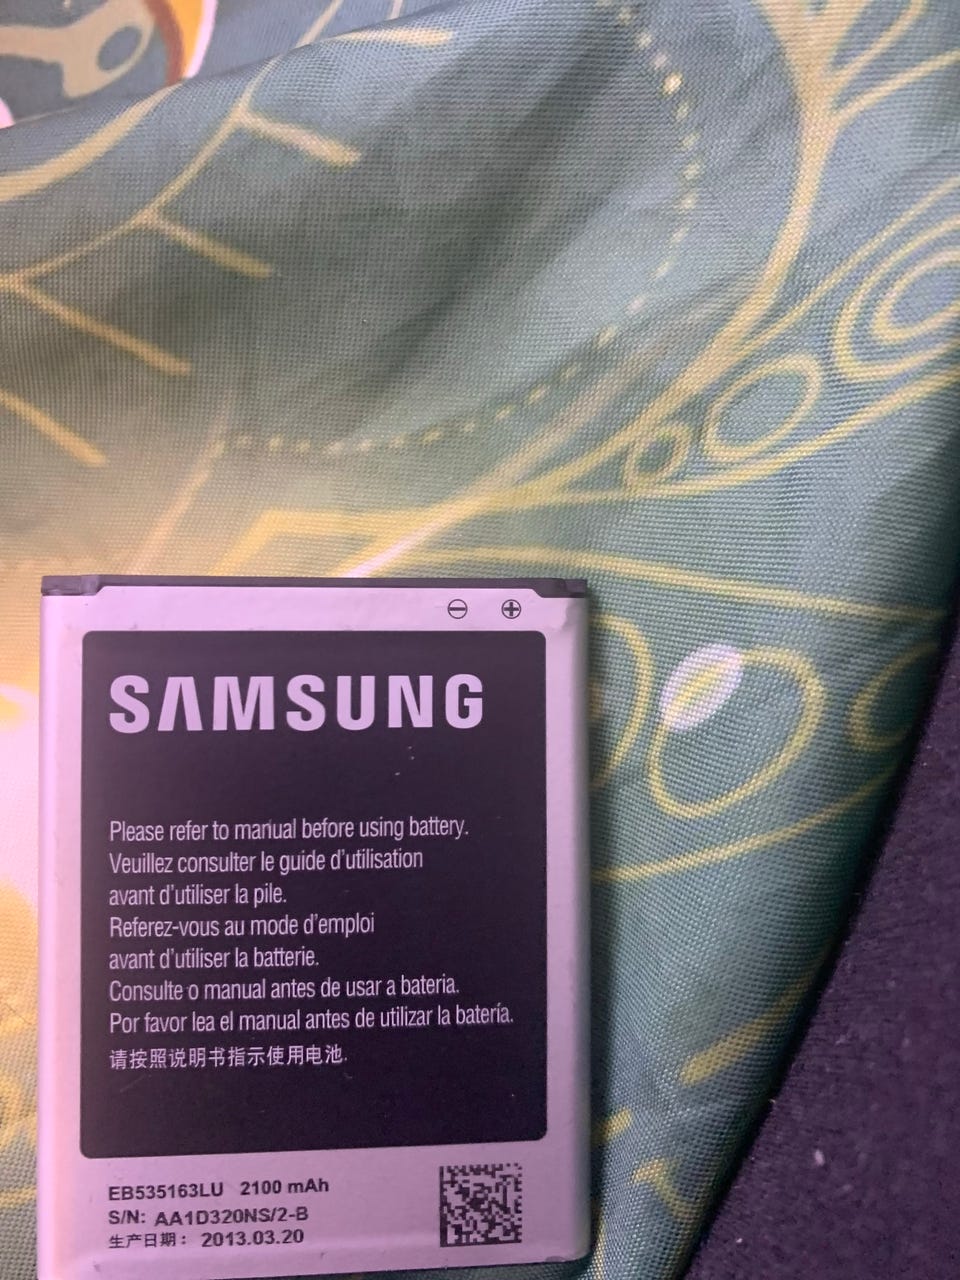 SAMSUNG
Please refer to manual before using battery.
Veuillez consulter le guide d'utilisation
avant d'utiliser la pile.
Referez-vous au mode d'emploi
avant d'utiliser la batterie.
Consulte o manual antes de usar a bateria.
Por favor lea el manual antes de utilizar la batería.
请按照说明书指示使用电池.
EB535163LU 2100 mAh
S/N: AA1D320NS/2-B
生产日期： 2013.03.20